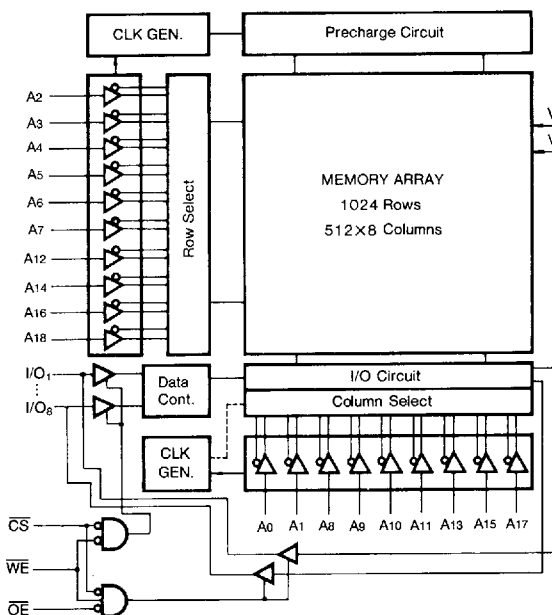 CLK GEN.
Precharge Circuit
A2
A3
A4
A5
A6
A7
A12
A14
A16
A18
Row Select
MEMORY ARRAY
1024 Rows
512×8 Columns
I/O1
I/O8
Data
Cont.
I/O Circuit
Column Select
CLK
GEN.
A0 A1 A8 A9 A10 A11 A13 A15 A17
CS
WE
OE